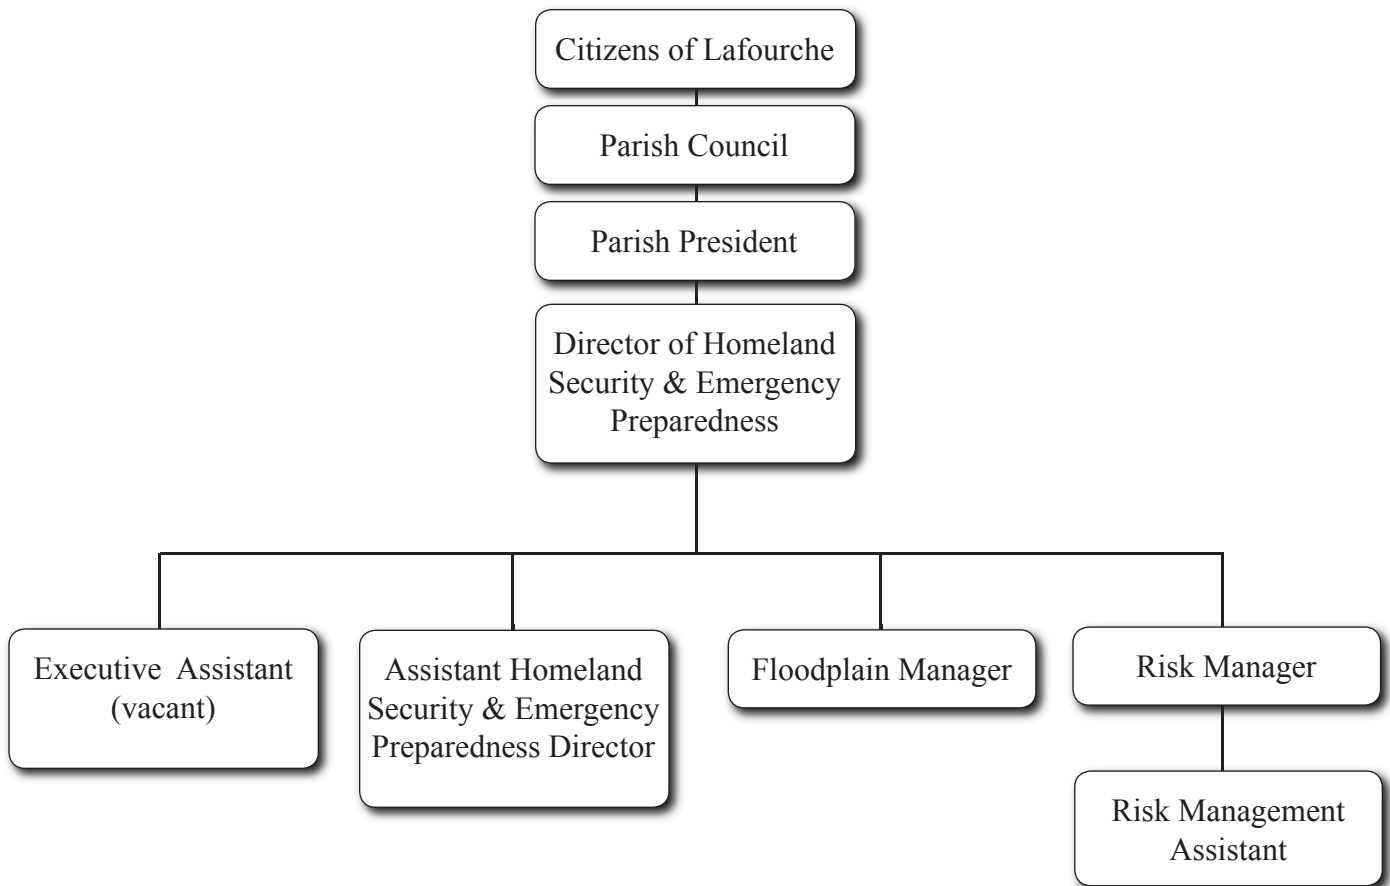 Citizens of Lafourche
Parish Council
Parish President
Director of Homeland
Security & Emergency
Preparedness
Executive Assistant
(vacant)
Assistant Homeland
Security & Emergency
Preparedness Director
Floodplain Manager
Risk Manager
Risk Management
Assistant